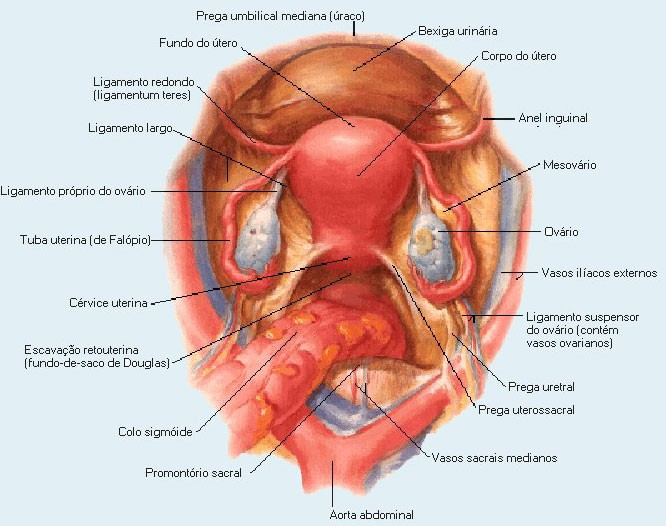 Prega umbilical mediana (úraco)
Fundo do útero
Bexiga urinária
Corpo do útero
Ligamento redondo
(ligamentum teres)
Ligamento largo
Anel inguinal
Mesovário
Ligamento próprio do ovário
Tuba uterina (de Falópio)
Ovário
Vasos ilíacos externos
Cérvice uterina
Ligamento suspensor
do ovário (contém
vasos ovarianos)
Escavação retouterina
(fundo-de-saco de Douglas)
Prega uretral
Prega uterossacral
Colo sigmóide
Vasos sacrais medianos
Promontório sacral
Aorta abdominal